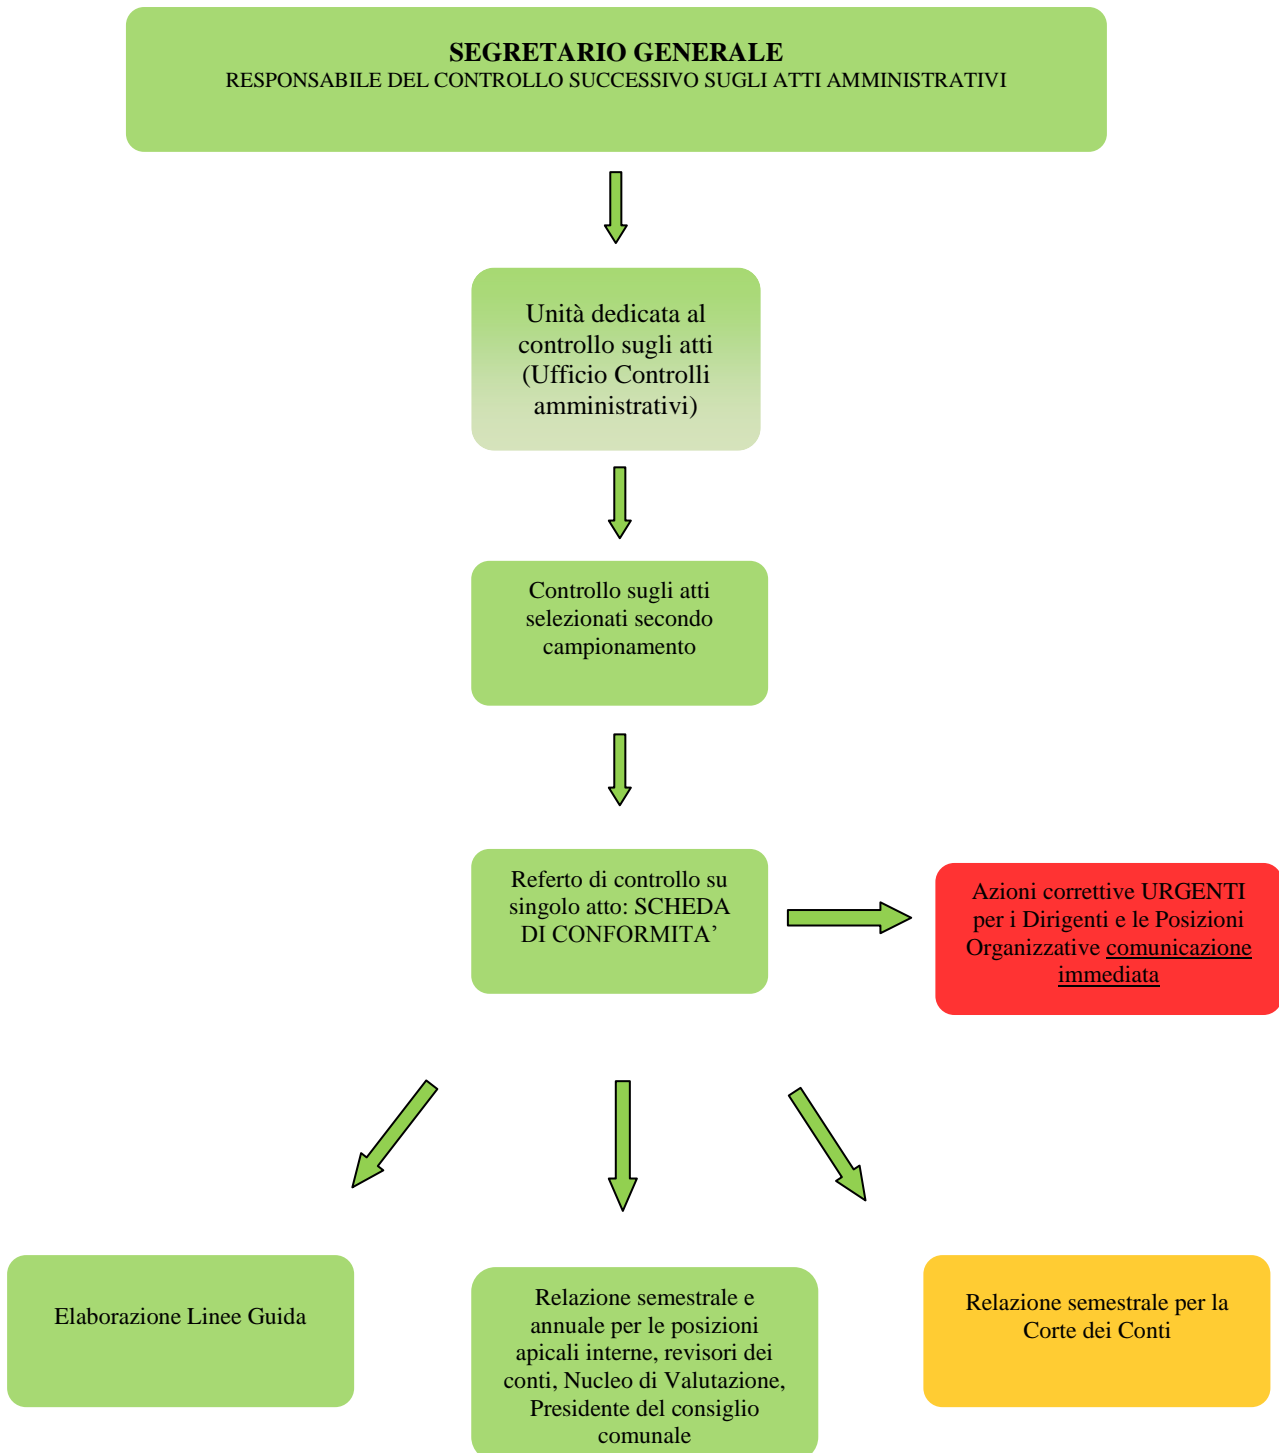 SEGRETARIO GENERALE
RESPONSABILE DEL CONTROLLO SUCCESSIVO SUGLI ATTI AMMINISTRATIVI
Unità dedicata al
controllo sugli atti
(Ufficio Controlli
amministrativi)
Controllo sugli atti
selezionati secondo
campionamento
Referto di controllo su
singolo atto: SCHEDA
DI CONFORMITA’
Azioni correttive URGENTI
per i Dirigenti e le Posizioni
Organizzative comunicazione
immediata
Elaborazione Linee Guida
Relazione semestrale e
annuale per le posizioni
apicali interne, revisori dei
conti, Nucleo di Valutazione,
Presidente del consiglio
comunale
Relazione semestrale per la
Corte dei Conti